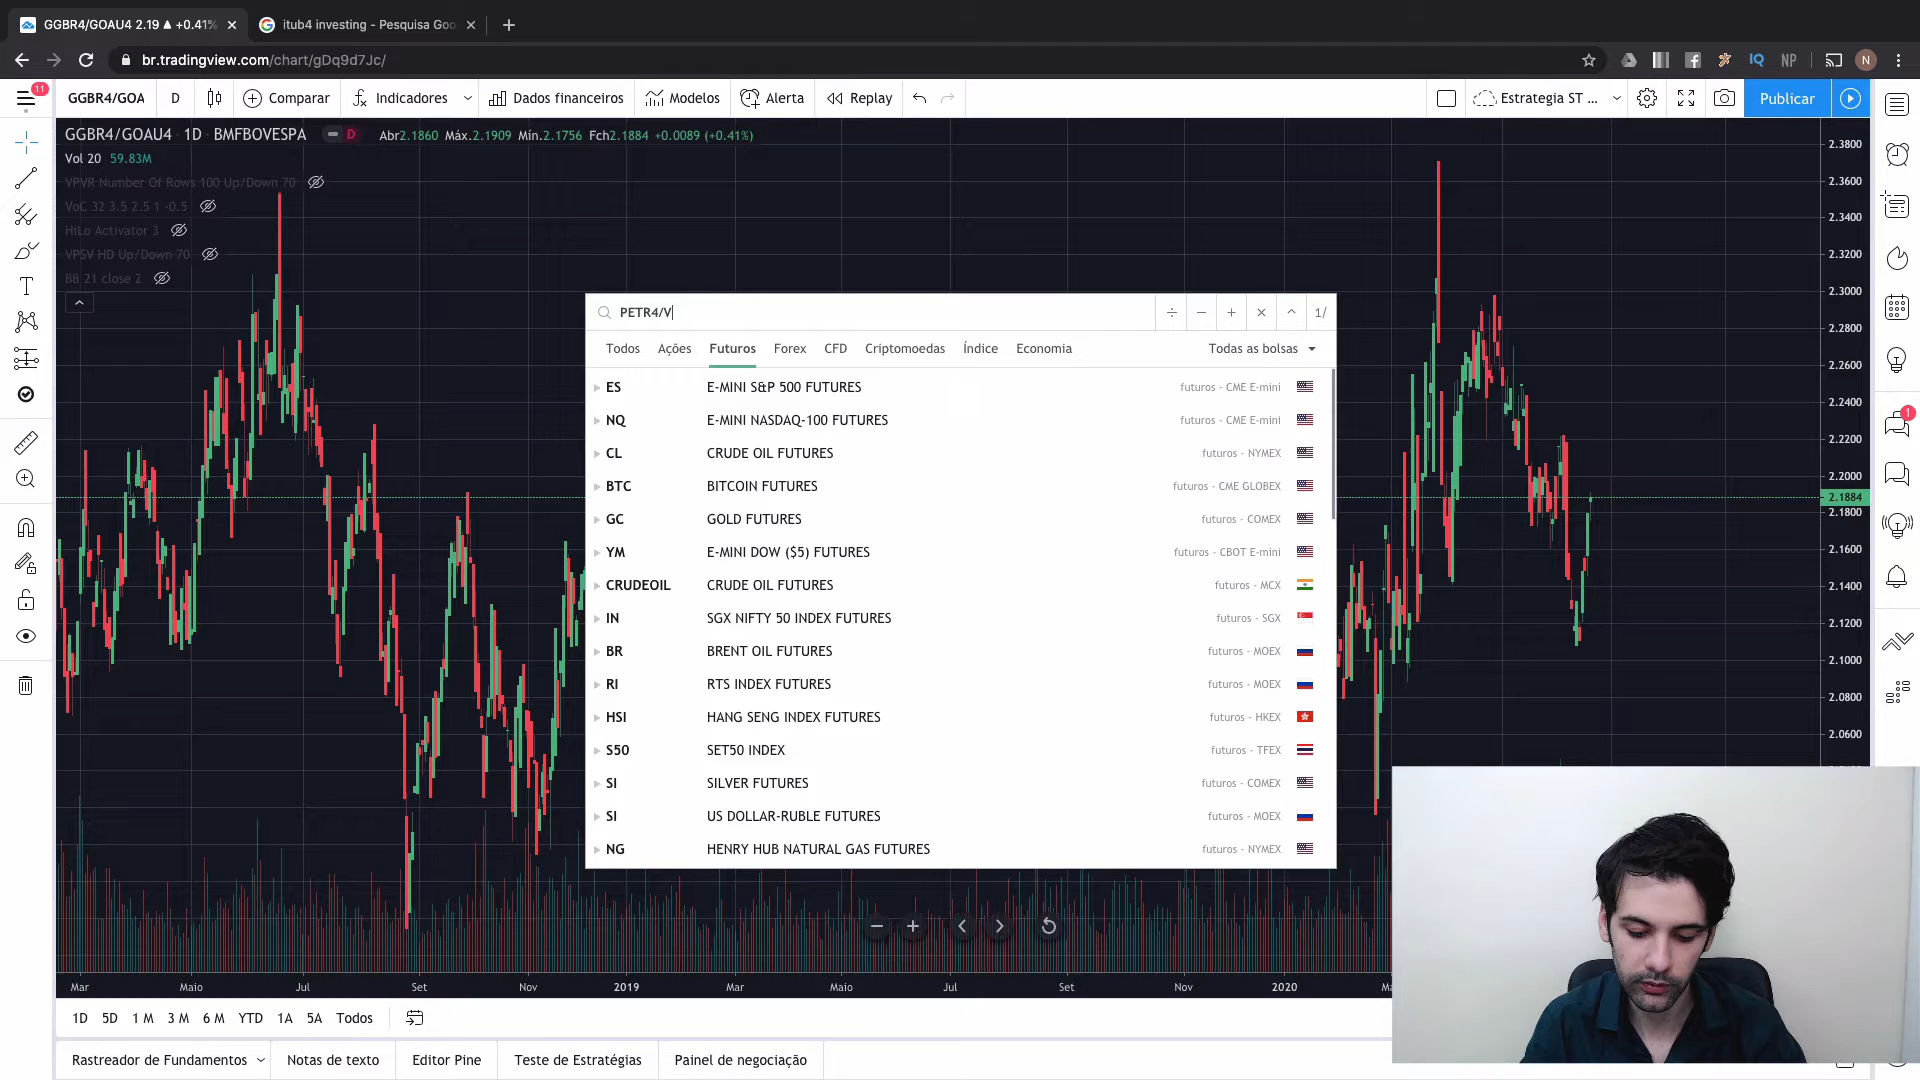 GGBR4/GOAU4 2.19 ▲ +0.41%
itub4 investing - Pesquisa Goo
br.tradingview.com/chart/gDq9d7Jc/
IQ
NP
N
11
GGBR4/GOA
D
Comparar
Indicadores
Dados financeiros
Modelos
Alerta
Replay
Estrategia ST ...
Publicar
GGBR4/GOAU4 · 1D · BMFBOVESPA
D
Abr2.1860 Máx.2.1909 Mín.2.1756 Fch2.1884 +0.0089 (+0.41%)
Vol 20 59.83M
VPVR Number Of Rows 100 Up/Down 70
VoC 32 3.5 2.5 1 -0.5
HiLo Activator 3
VPSV HD Up/Down 70
BB 21 close 2
PETR4/V
÷ − + × ^ 1/
Todos Ações Futuros Forex CFD Criptomoedas Índice Economia Todas as bolsas
ES E-MINI S&P 500 FUTURES futuros - CME E-mini
NQ E-MINI NASDAQ-100 FUTURES futuros - CME E-mini
CL CRUDE OIL FUTURES futuros - NYMEX
BTC BITCOIN FUTURES futuros - CME GLOBEX
GC GOLD FUTURES futuros - COMEX
YM E-MINI DOW ($5) FUTURES futuros - CBOT E-mini
CRUDEOIL CRUDE OIL FUTURES futuros - MCX
IN SGX NIFTY 50 INDEX FUTURES futuros - SGX
BR BRENT OIL FUTURES futuros - MOEX
RI RTS INDEX FUTURES futuros - MOEX
HSI HANG SENG INDEX FUTURES futuros - HKEX
S50 SET50 INDEX futuros - TFEX
SI SILVER FUTURES futuros - COMEX
SI US DOLLAR-RUBLE FUTURES futuros - MOEX
NG HENRY HUB NATURAL GAS FUTURES futuros - NYMEX
2.3800
2.3600
2.3400
2.3200
2.3000
2.2800
2.2600
2.2400
2.2200
2.2000
2.1884
2.1800
2.1600
2.1400
2.1200
2.1000
2.0800
2.0600
1
Mar Maio Jul Set Nov 2019 Mar Maio Jul Set Nov 2020
1D 5D 1 M 3 M 6 M YTD 1A 5A Todos
Rastreador de Fundamentos Notas de texto Editor Pine Teste de Estratégias Painel de negociação